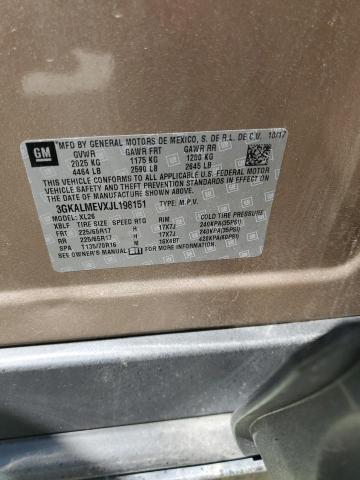 GM
MFD BY GENERAL MOTORS DE MEXICO, S. DE R.L. DE C.V. 10/17
GVWR GAWR FRT GAWR RR
2025 KG 1175 KG 1200 KG
4464 LB 2590 LB 2645 LB
THIS VEHICLE CONFORMS TO ALL APPLICABLE U.S. FEDERAL MOTOR
VEHICLE SAFETY, BUMPER, AND THEFT PREVENTION STANDARDS
IN EFFECT ON THE DATE OF MANUFACTURE SHOWN ABOVE.
3GKALMEVXJL198151 TYPE: M.P.V.
MODEL: XL26
XBLF TIRE SIZE SPEED RTG RIM COLD TIRE PRESSURE
FRT 225/65R17 H 17X7J 240KPA(35PSI)
RR 225/65R17 H 17X7J 240KPA(35PSI)
SPA T135/70R16 M 16X4BT 420KPA(60PSI)
SEE OWNER'S MANUAL FOR MORE INFORMATION